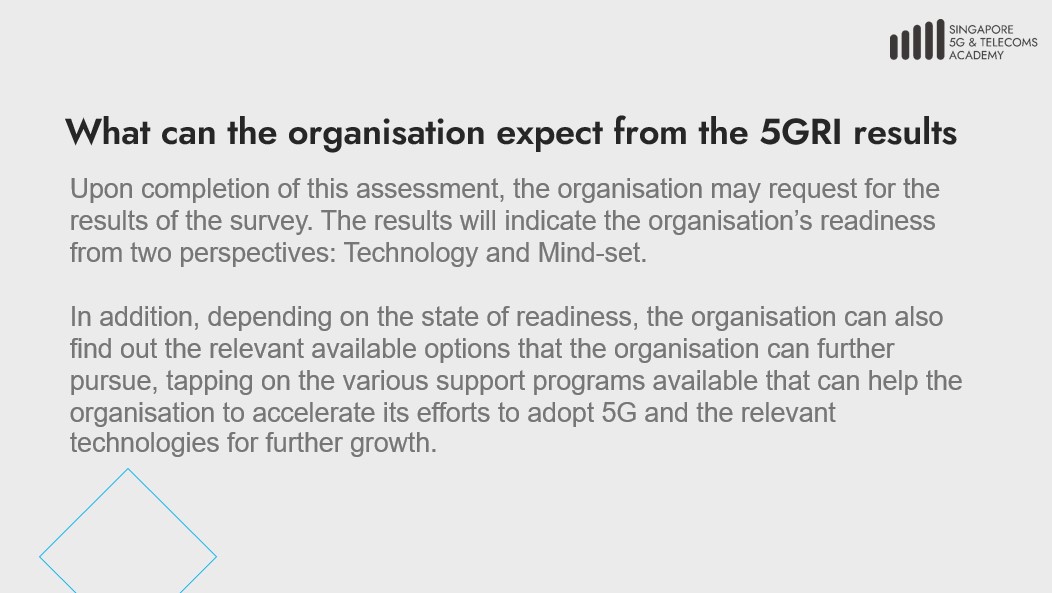 SINGAPORE
5G & TELECOMS
ACADEMY
What can the organisation expect from the 5GRI results
Upon completion of this assessment, the organisation may request for the
results of the survey. The results will indicate the organisation’s readiness
from two perspectives: Technology and Mind-set.
In addition, depending on the state of readiness, the organisation can also
find out the relevant available options that the organisation can further
pursue, tapping on the various support programs available that can help the
organisation to accelerate its efforts to adopt 5G and the relevant
technologies for further growth.